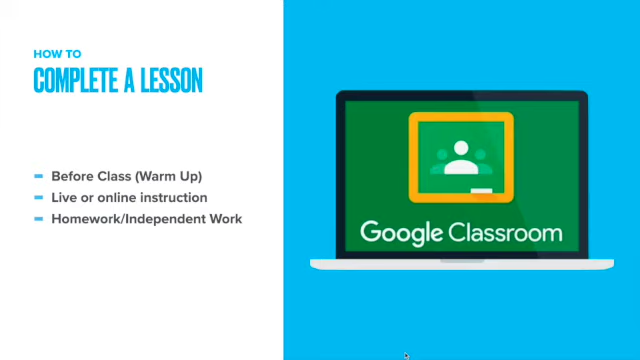 HOW TO
COMPLETE A LESSON
Before Class (Warm Up)
Live or online instruction
Homework/Independent Work
Google Classroom